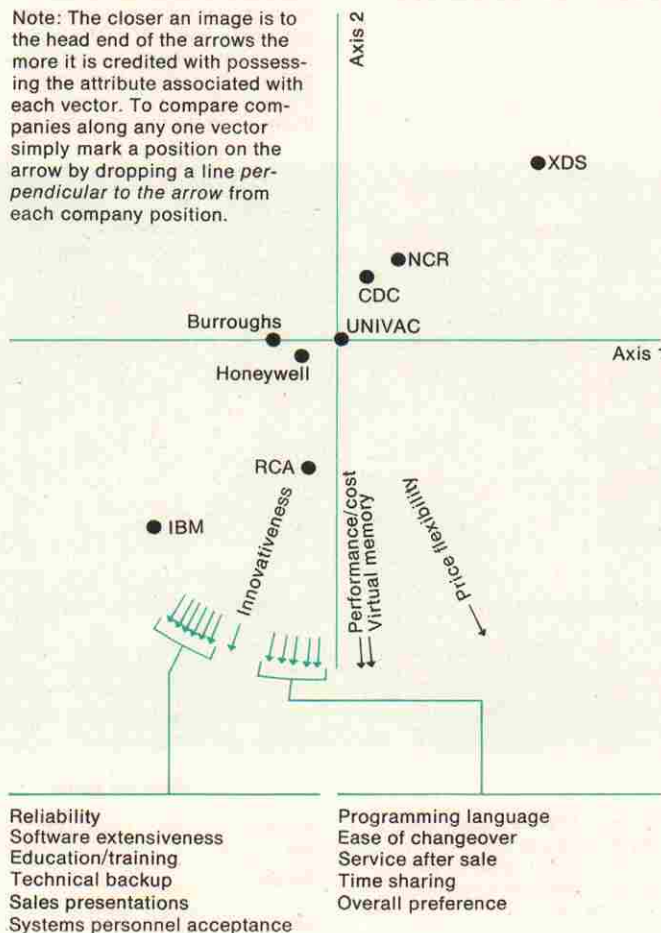 Note: The closer an image is to
the head end of the arrows the
more it is credited with possess-
ing the attribute associated with
each vector. To compare com-
panies along any one vector
simply mark a position on the
arrow by dropping a line per-
pendicular to the arrow from
each company position.
Axis 2
XDS
NCR
CDC
Burroughs
UNIVAC
Axis 1
Honeywell
RCA
IBM
Innovativeness
Performance/cost
Virtual memory
Price flexibility
Reliability
Software extensiveness
Education/training
Technical backup
Sales presentations
Systems personnel acceptance
Programming language
Ease of changeover
Service after sale
Time sharing
Overall preference